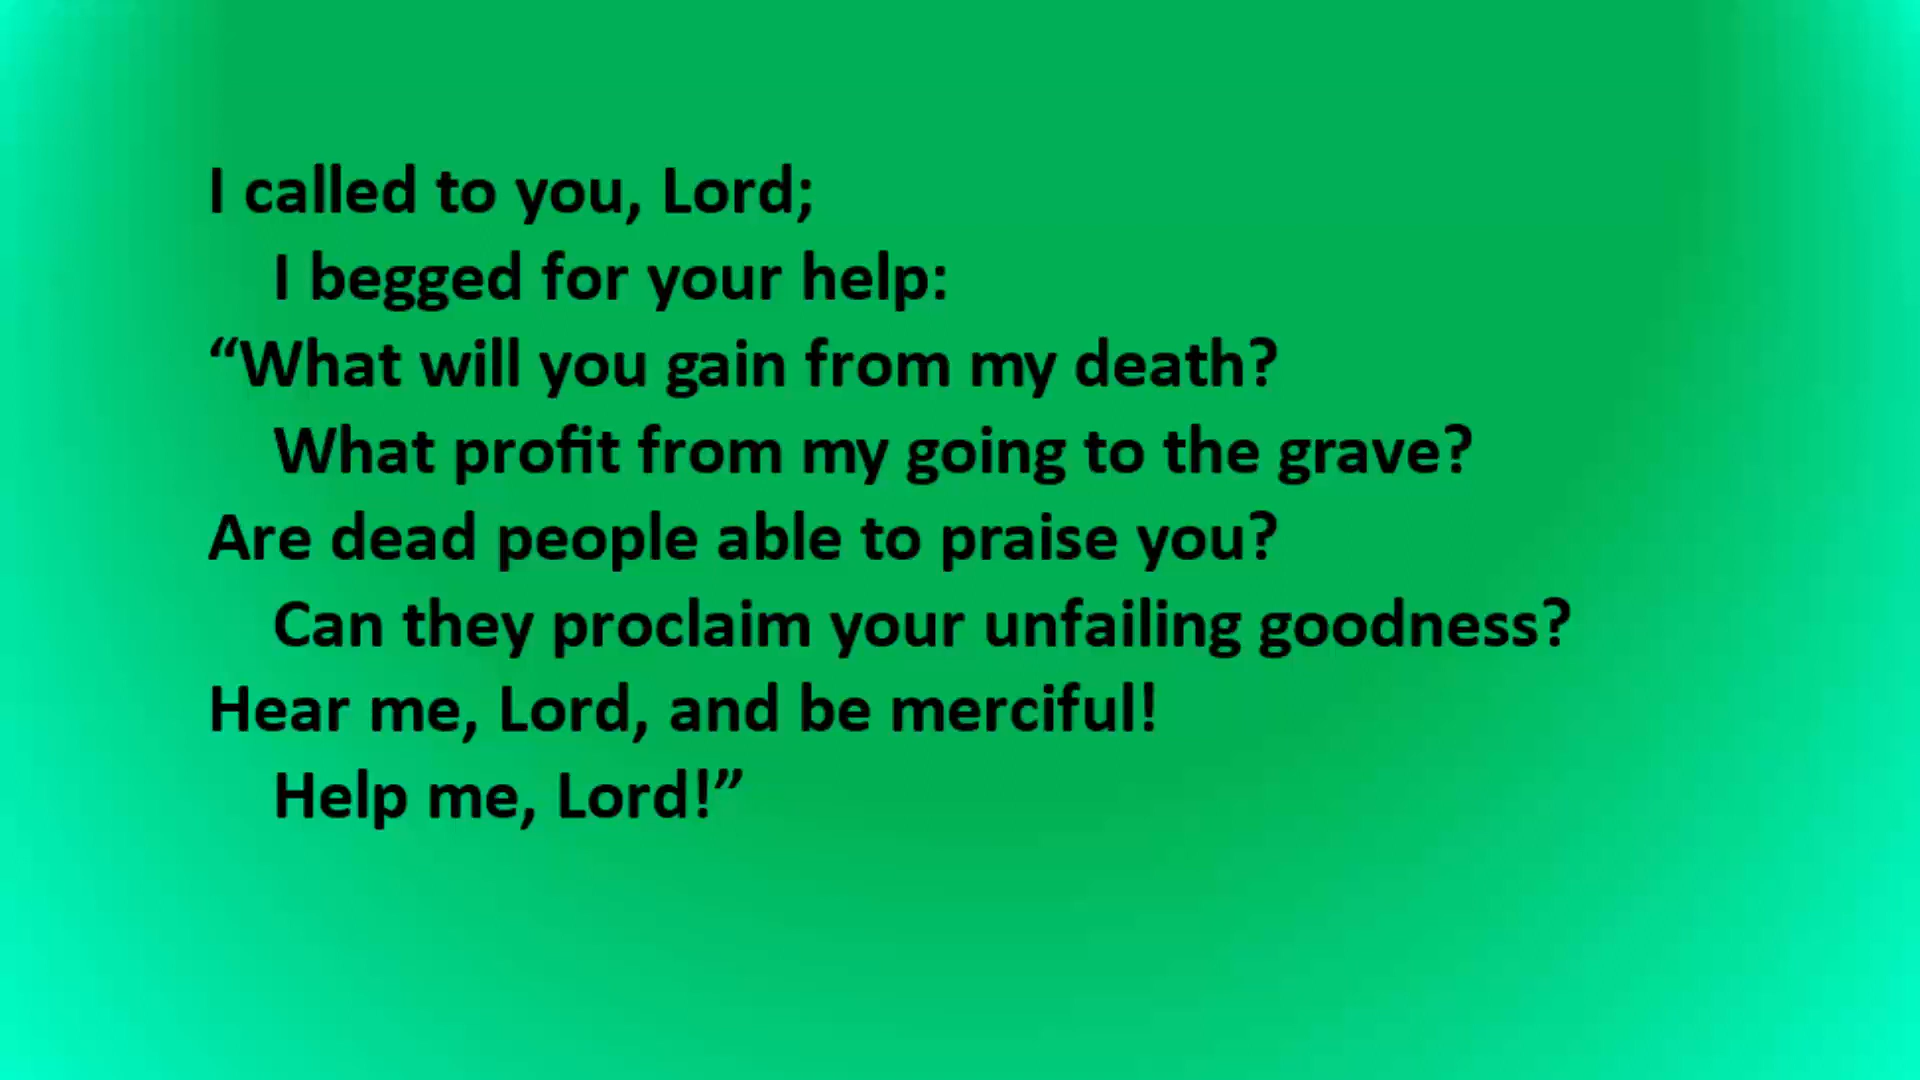 I called to you, Lord;
I begged for your help:
“What will you gain from my death?
What profit from my going to the grave?
Are dead people able to praise you?
Can they proclaim your unfailing goodness?
Hear me, Lord, and be merciful!
Help me, Lord!”